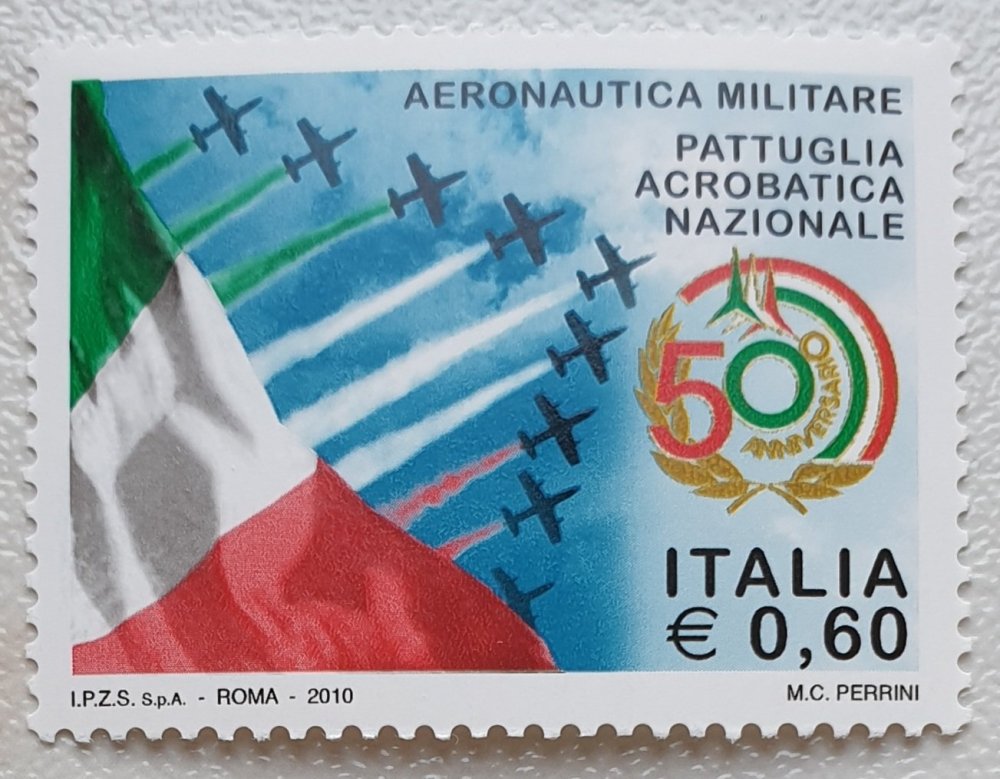 AERONAUTICA MILITARE
PATTUGLIA
ACROBATICA
NAZIONALE
50
ANNIVERSARIO
ITALIA
€ 0,60
I.P.Z.S. S.p.A. - ROMA - 2010
M.C. PERRINI